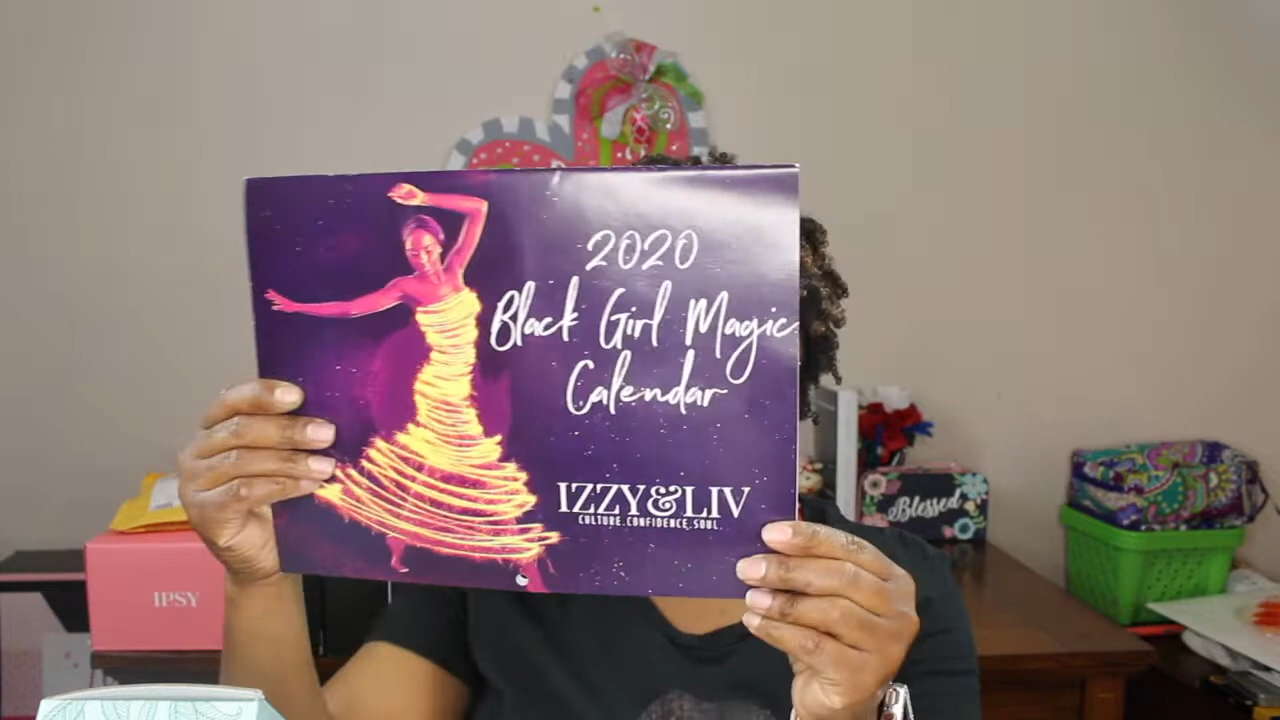 2020
Black Girl Magic
Calendar
IZZY&LIV
CULTURE.CONFIDENCE.SOUL.
IPSY
Blessed